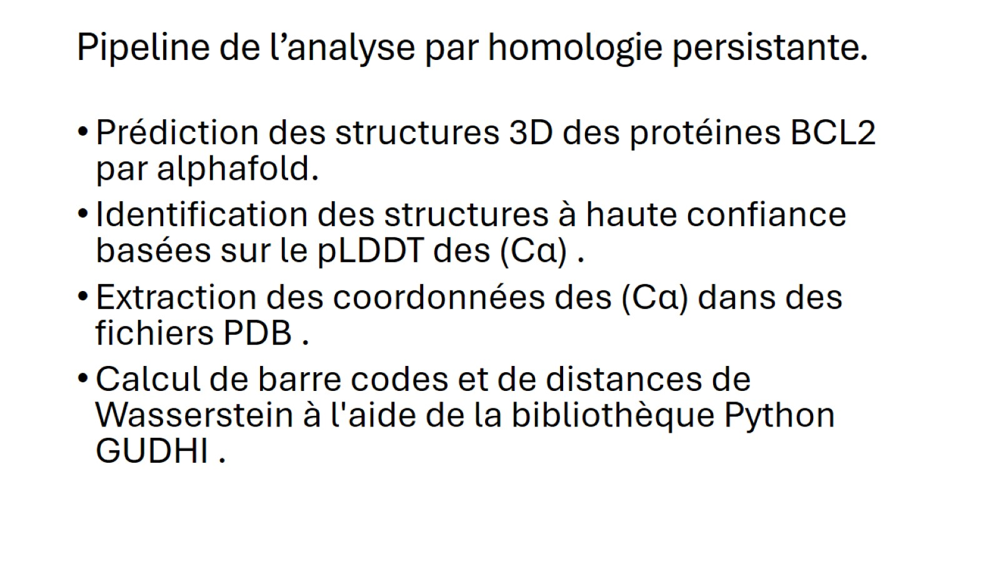 Pipeline de l’analyse par homologie persistante.
• Prédiction des structures 3D des protéines BCL2
par alphafold.
• Identification des structures à haute confiance
basées sur le pLDDT des (Cα) .
• Extraction des coordonnées des (Cα) dans des
fichiers PDB .
• Calcul de barre codes et de distances de
Wasserstein à l'aide de la bibliothèque Python
GUDHI .